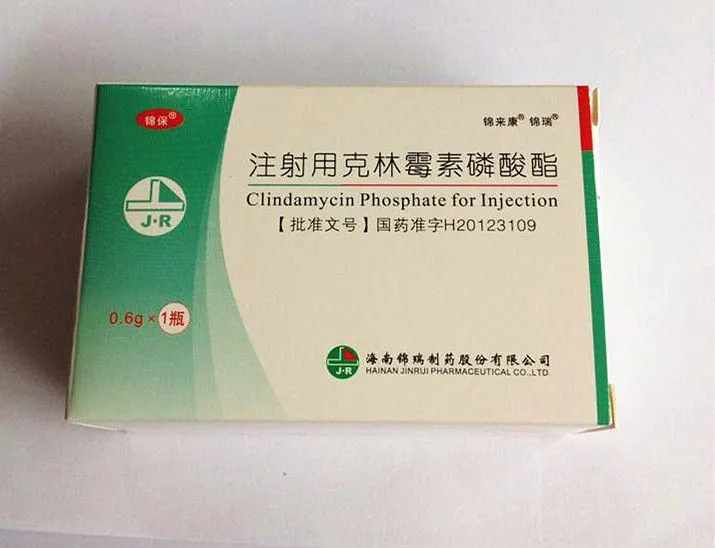 锦保®
锦来康® 锦瑞®
注射用克林霉素磷酸酯
Clindamycin Phosphate for Injection
【批准文号】国药准字H20123109
J·R
0.6g×1瓶
J·R
海南锦瑞制药股份有限公司
HAINAN JINRUI PHARMACEUTICAL CO.,LTD.